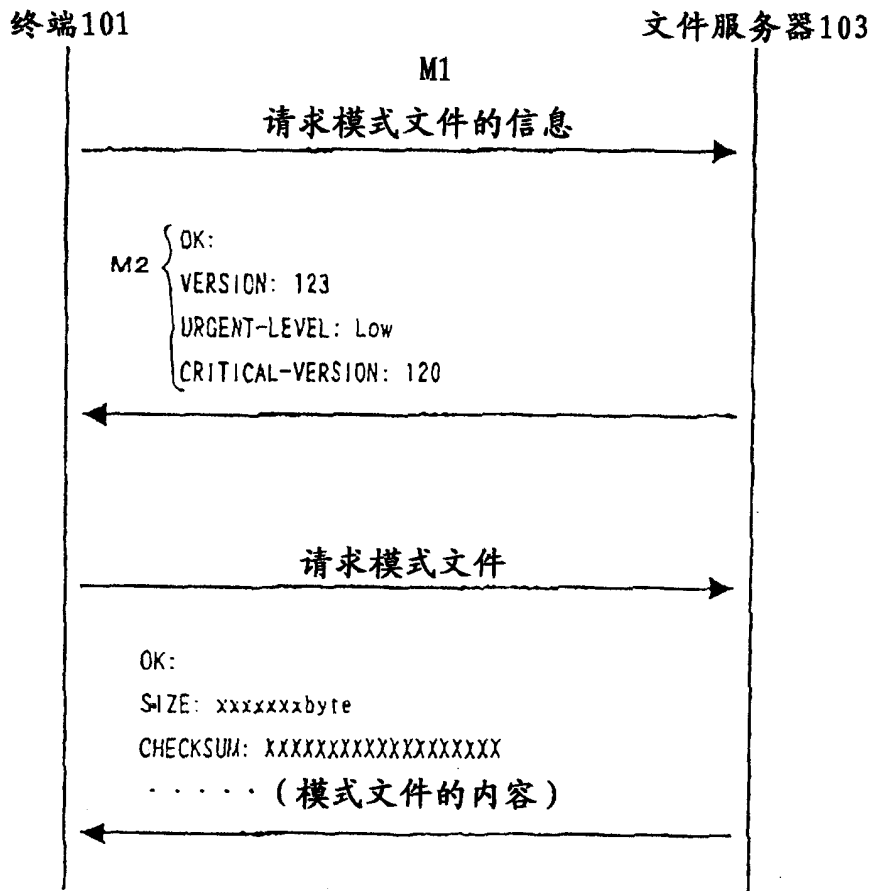 终端101
文件服务器103
M1
请求模式文件的信息
M2
OK:
VERSION: 123
URGENT-LEVEL: Low
CRITICAL-VERSION: 120
请求模式文件
OK:
SIZE: xxxxxxxbyte
CHECKSUM: XXXXXXXXXXXXXXXXXXX
·····(模式文件的内容)